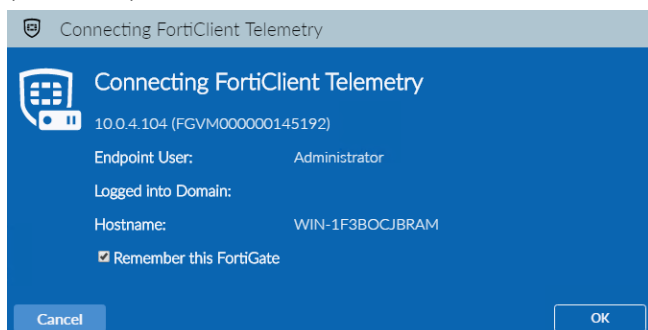 Connecting FortiClient Telemetry
Connecting FortiClient Telemetry
10.0.4.104 (FGVM000000145192)
Endpoint User: Administrator
Logged into Domain:
Hostname: WIN-1F3BOCJBRAM
Remember this FortiGate
Cancel OK